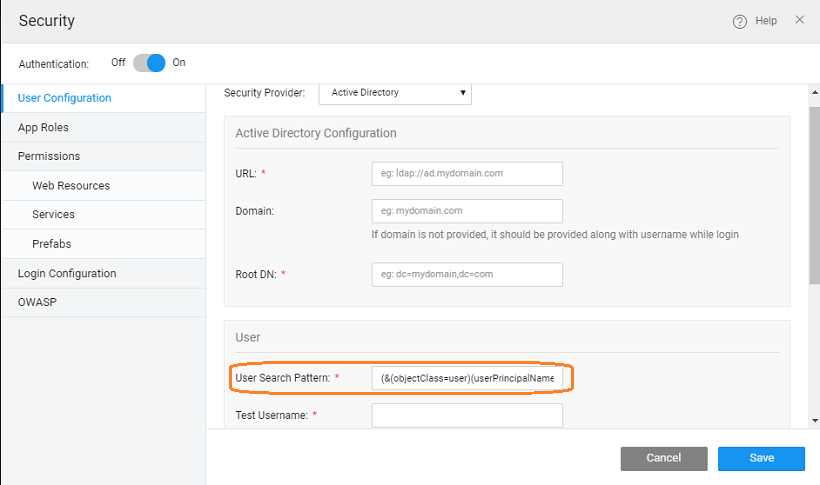 Security
Help
Authentication: Off On
User Configuration
App Roles
Permissions
Web Resources
Services
Prefabs
Login Configuration
OWASP
Security Provider: Active Directory
Active Directory Configuration
URL: * eg: ldap://ad.mydomain.com
Domain: eg: mydomain.com
If domain is not provided, it should be provided along with username while login
Root DN: * eg: dc=mydomain,dc=com
User
User Search Pattern: * (&(objectClass=user)(userPrincipalName
Test Username: *
Cancel Save